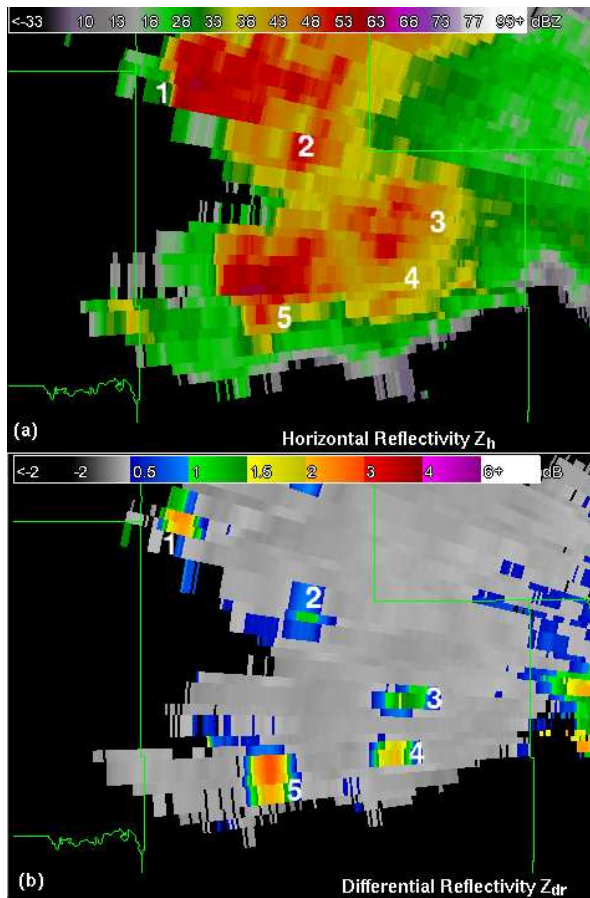 <-33 10 13 18 28 33 38 48 53 63 68 73 77 93+ dBZ
1
2
3
4
5
(a)
Horizontal Reflectivity Zh
<-2 -2 0.5 1 1.5 2 3 4 6+ dB
1
2
3
4
5
(b)
Differential Reflectivity Zdr